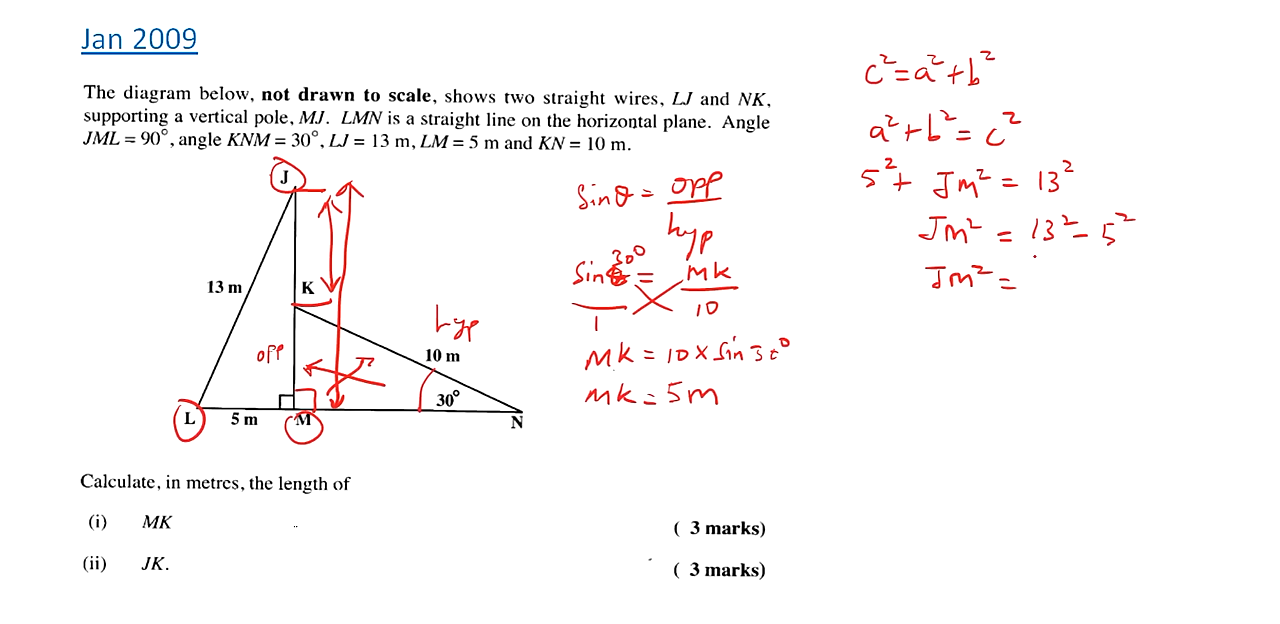 Jan 2009
The diagram below, not drawn to scale, shows two straight wires, LJ and NK,
supporting a vertical pole, MJ. LMN is a straight line on the horizontal plane. Angle
JML = 90°, angle KNM = 30°, LJ = 13 m, LM = 5 m and KN = 10 m.
J
13 m
K
hyp
opp
10 m
30°
L
5 m
M
N
Sinθ = opp/hyp
Sin 30° = MK
1 10
MK = 10 x Sin 30°
MK = 5m
c² = a² + b²
a² + b² = c²
5² + JM² = 13²
JM² = 13² - 5²
JM² =
Calculate, in metres, the length of
(i) MK ( 3 marks)
(ii) JK. ( 3 marks)